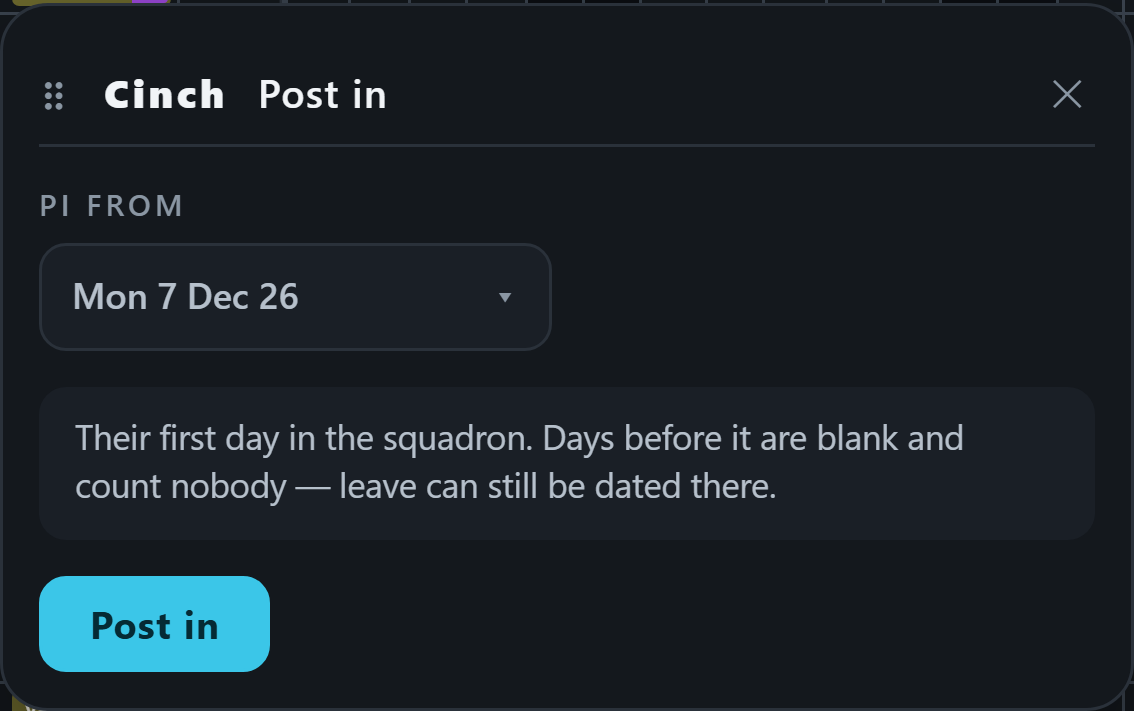 Cinch Post in
PI FROM
Mon 7 Dec 26
Their first day in the squadron. Days before it are blank and
count nobody — leave can still be dated there.
Post in